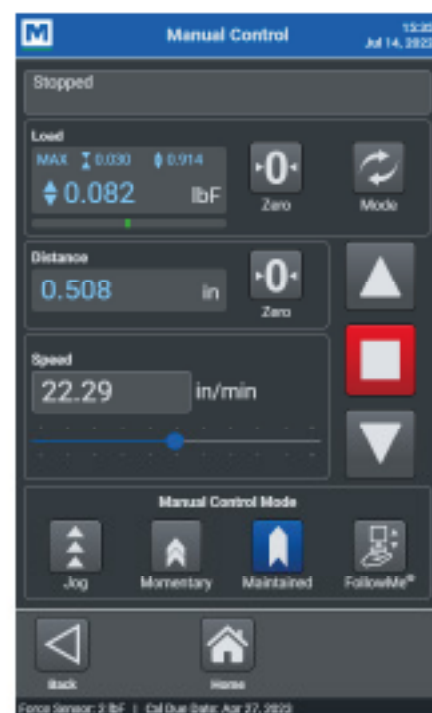 M Manual Control 15:35
Jul 14, 2022
Stopped
Load
MAX 0.030 0.914
0.082 lbF
0
Zero
Mode
Distance
0.508 in
0
Zero
Speed
22.29 in/min
Manual Control Mode
Jog Momentary Maintained FollowMe®
Back Home
Force Sensor: 2 lbF | Cal Due Date: Apr 27, 2023